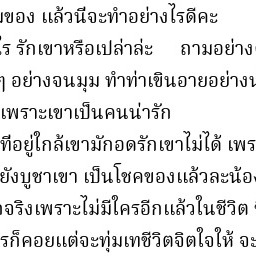 ของ แล้วนี่จะทำอย่างไรดีคะ
รักเขาหรือเปล่าล่ะ ถามอย่าง
ๆ อย่างจนมุม ทำท่าเขินอายอย่าง
เพราะเขาเป็นคนน่ารัก
ที่อยู่ใกล้เขามักอดรักเขาไม่ได้ เพร
ยังบูชาเขา เป็นโชคของแล้วละน้อง
จริงเพราะไม่มีใครอีกแล้วในชีวิต
รก็คอยแต่จะทุ่มเทชีวิตจิตใจให้ จะ